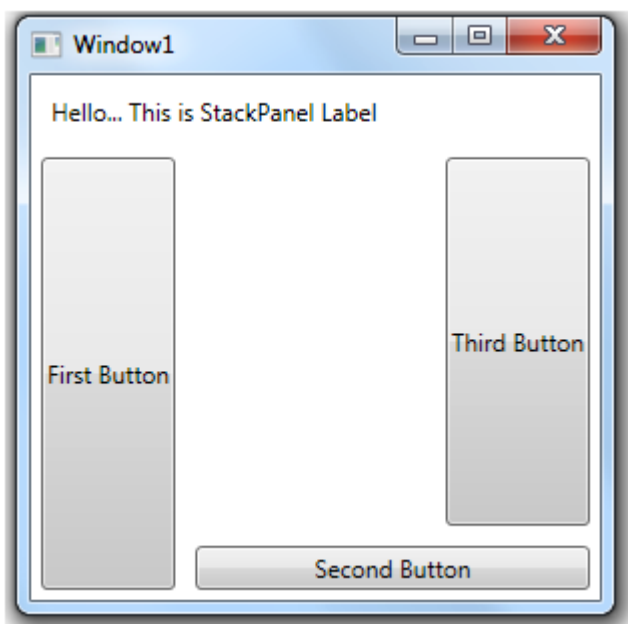 Window1
Hello... This is StackPanel Label
First Button
Third Button
Second Button